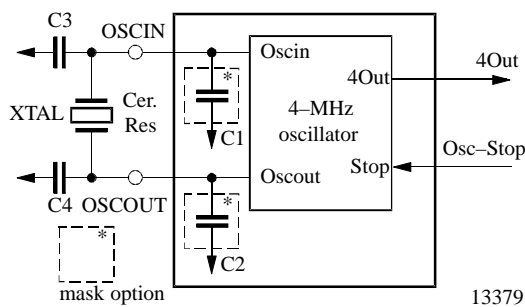 C3
OSCIN
Oscin
*
4Out
4Out
XTAL
Cer.
Res
4–MHz
oscillator
C1
Osc–Stop
Stop
Oscout
C4
OSCOUT
*
*
C2
mask option
13379